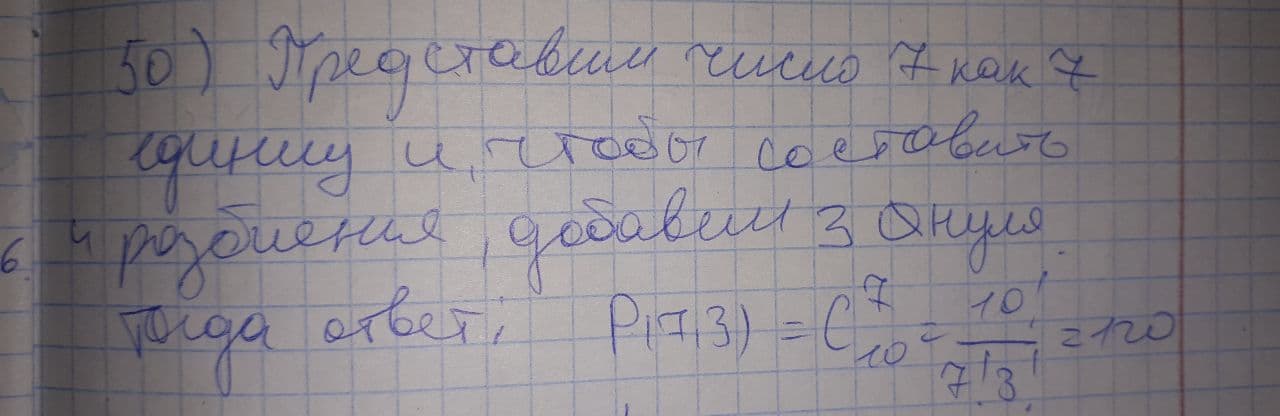 50) Представим число 7 как 7
единиц и, чтобы составить
4 разбиения, добавим 3 нуля.
6.
Тогда ответ: P(7,3) = C_{10}^{7} = \frac{10!}{7!3!} = 120